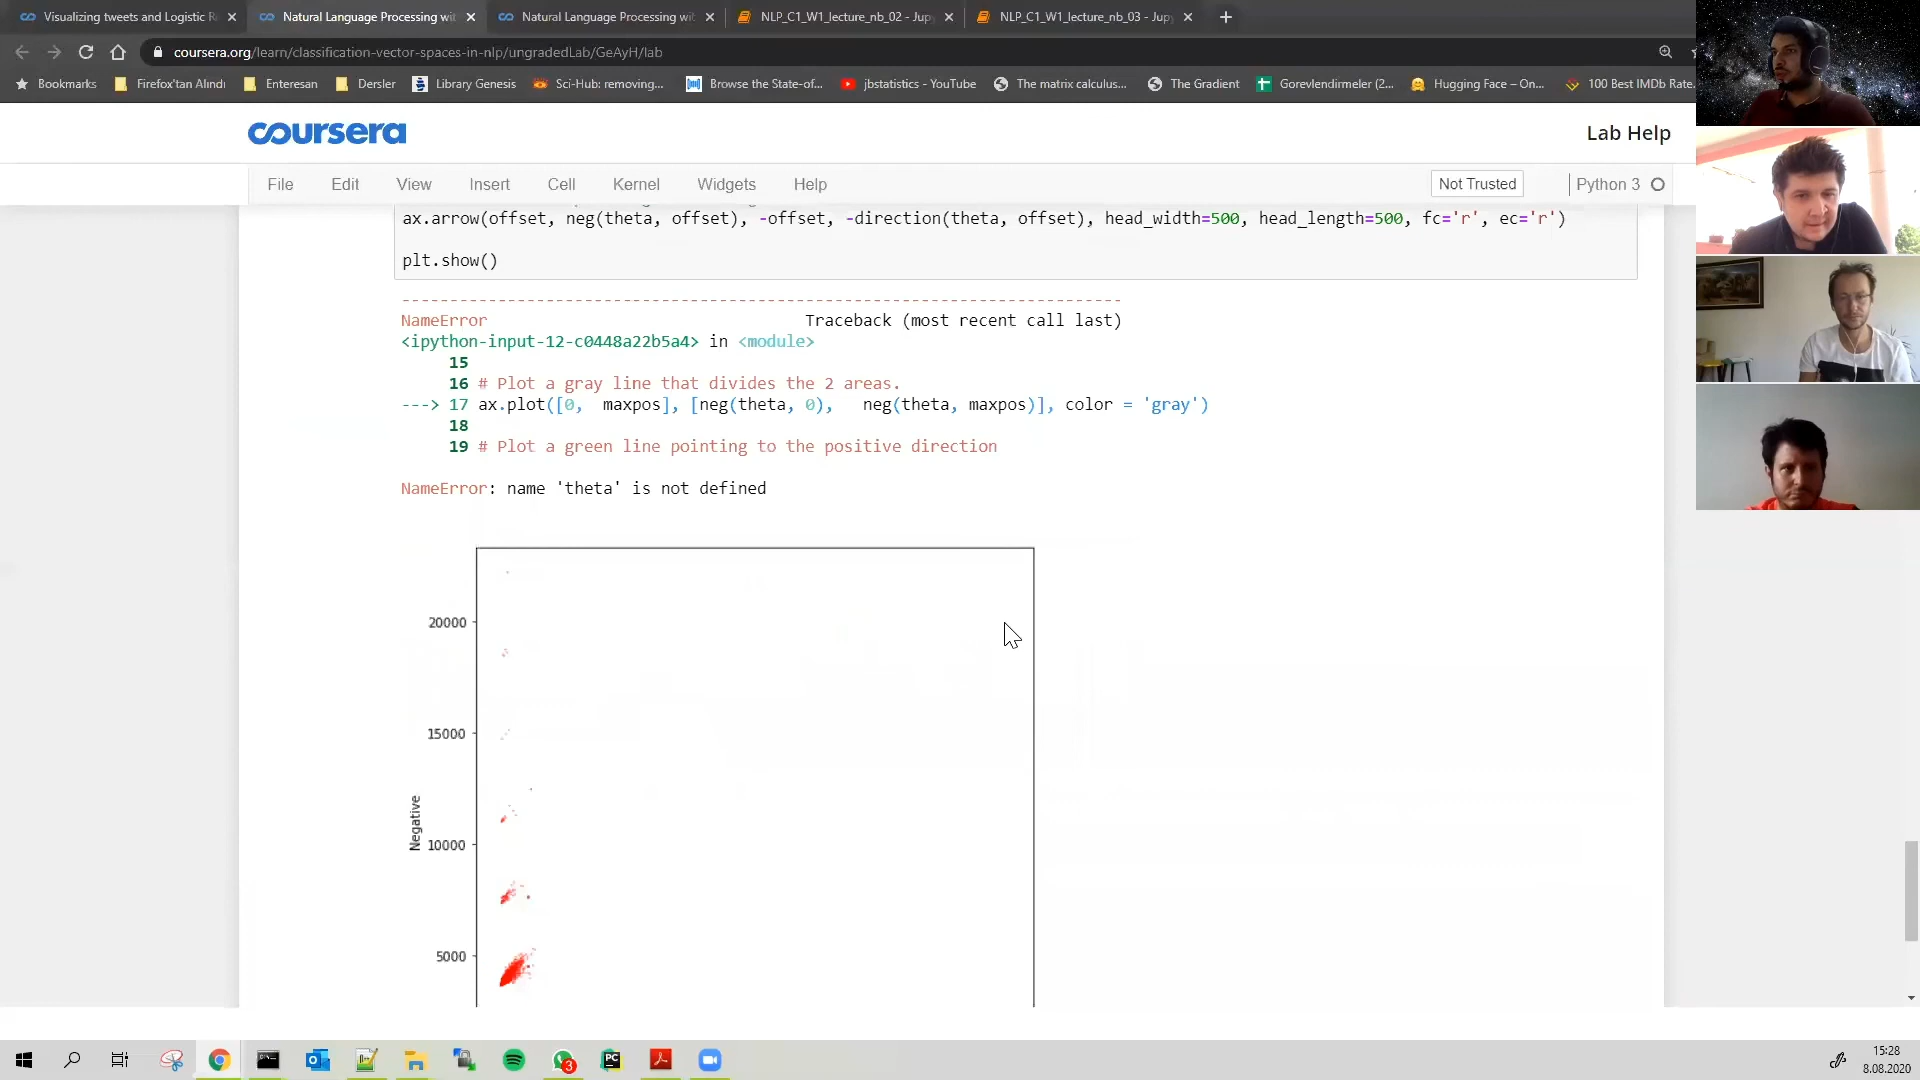 Visualizing tweets and Logistic R
Natural Language Processing wit
Natural Language Processing wit
NLP_C1_W1_lecture_nb_02 - Jup
NLP_C1_W1_lecture_nb_03 - Jup
coursera.org/learn/classification-vector-spaces-in-nlp/ungradedLab/GeAyH/lab
Bookmarks
Firefox'tan Alındı
Enteresan
Dersler
Library Genesis
Sci-Hub: removing...
Browse the State-of...
jbstatistics - YouTube
The matrix calculus...
The Gradient
Gorevlendirmeler (2...
Hugging Face – On...
100 Best IMDb Rate.
coursera
Lab Help
File Edit View Insert Cell Kernel Widgets Help
Not Trusted
Python 3
ax.arrow(offset, neg(theta, offset), -offset, -direction(theta, offset), head_width=500, head_length=500, fc='r', ec='r')
plt.show()
---------------------------------------------------------------------------
NameError Traceback (most recent call last)
<ipython-input-12-c0448a22b5a4> in <module>
15
16 # Plot a gray line that divides the 2 areas.
---> 17 ax.plot([0, maxpos], [neg(theta, 0), neg(theta, maxpos)], color = 'gray')
18
19 # Plot a green line pointing to the positive direction
NameError: name 'theta' is not defined
20000
15000
Negative
10000
5000
3
PC
15:28
8.08.2020